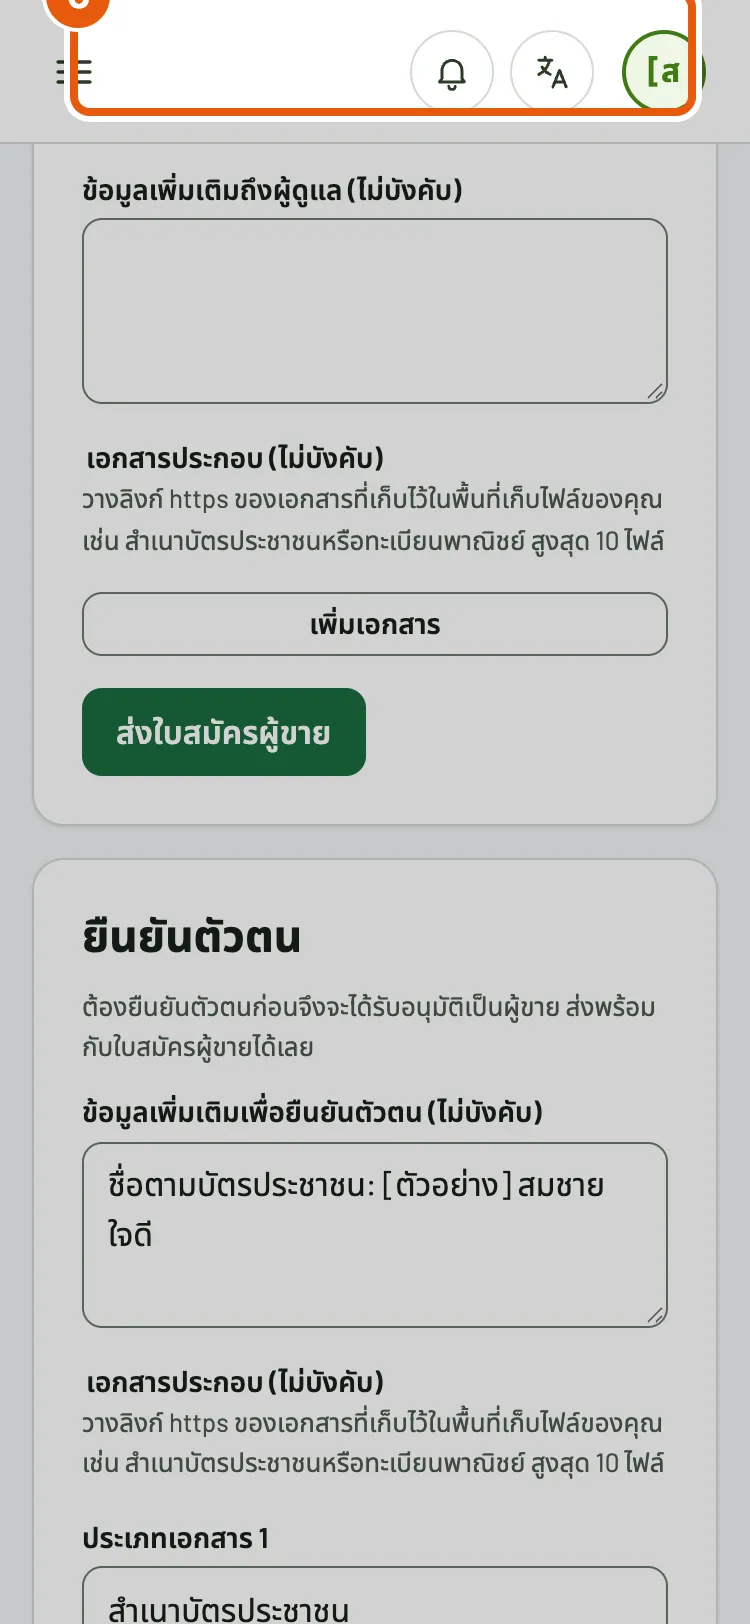 [ส
ข้อมูลเพิ่มเติมถึงผู้ดูแล (ไม่บังคับ)
เอกสารประกอบ (ไม่บังคับ)
วางลิงก์ https ของเอกสารที่เก็บไว้ในพื้นที่เก็บไฟล์ของคุณ
เช่น สำเนาบัตรประชาชนหรือทะเบียนพาณิชย์ สูงสุด 10 ไฟล์
เพิ่มเอกสาร
ส่งใบสมัครผู้ขาย
ยืนยันตัวตน
ต้องยืนยันตัวตนก่อนจึงจะได้รับอนุมัติเป็นผู้ขาย ส่งพร้อม
กับใบสมัครผู้ขายได้เลย
ข้อมูลเพิ่มเติมเพื่อยืนยันตัวตน (ไม่บังคับ)
ชื่อตามบัตรประชาชน: [ตัวอย่าง] สมชาย
ใจดี
เอกสารประกอบ (ไม่บังคับ)
วางลิงก์ https ของเอกสารที่เก็บไว้ในพื้นที่เก็บไฟล์ของคุณ
เช่น สำเนาบัตรประชาชนหรือทะเบียนพาณิชย์ สูงสุด 10 ไฟล์
ประเภทเอกสาร 1
สำเนาบัตรประชาชน